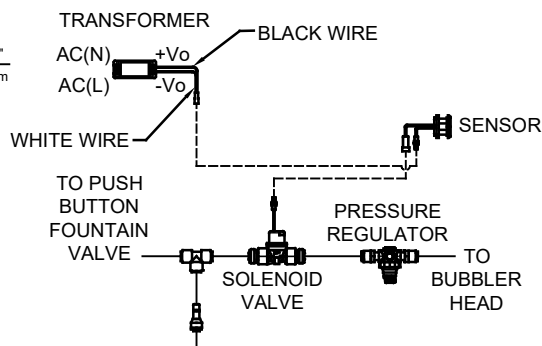 TRANSFORMER
"
m
AC(N)
+Vo
BLACK WIRE
AC(L)
-Vo
WHITE WIRE
SENSOR
TO PUSH
BUTTON
FOUNTAIN
VALVE
PRESSURE
REGULATOR
SOLENOID
VALVE
TO
BUBBLER
HEAD